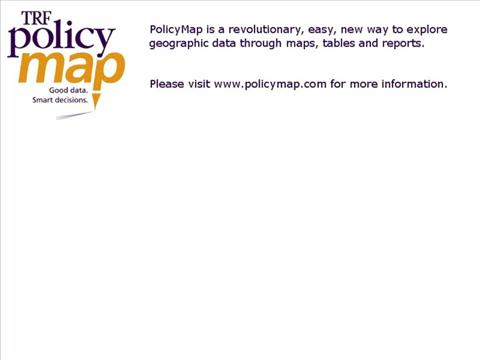 TRF
policy
map
Good data.
Smart decisions.
PolicyMap is a revolutionary, easy, new way to explore
geographic data through maps, tables and reports.
Please visit www.policymap.com for more information.